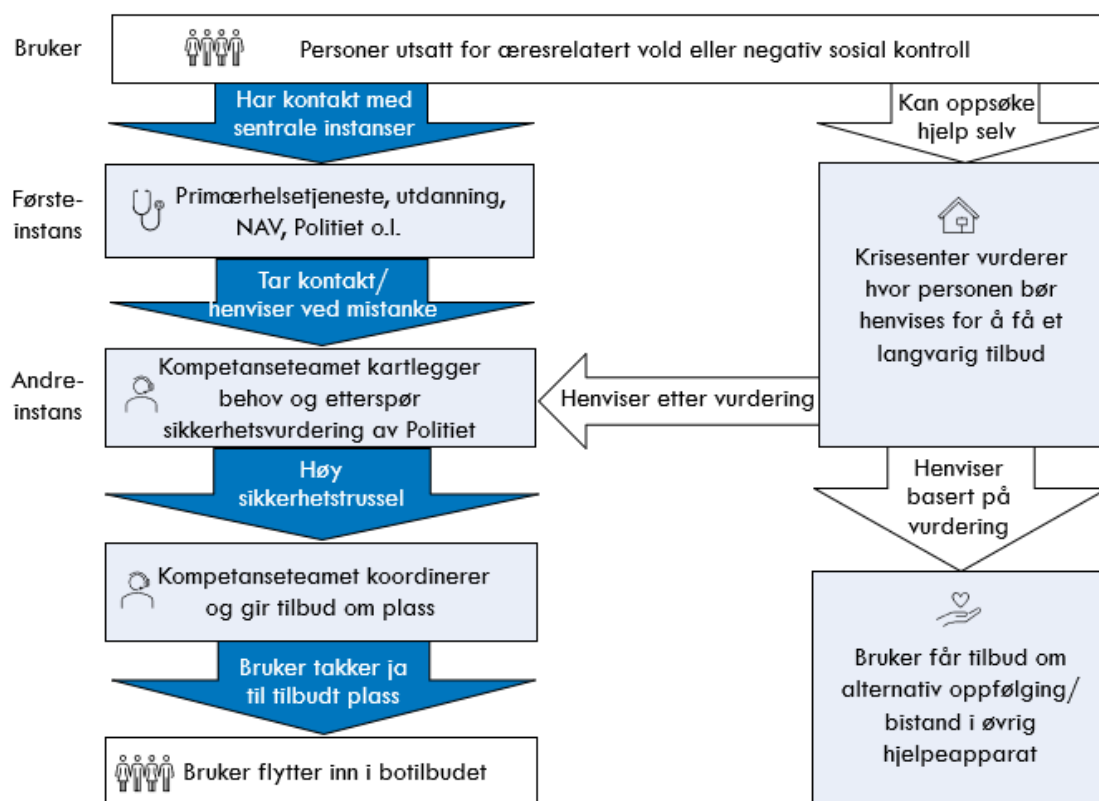 Bruker
Personer utsatt for æresrelatert vold eller negativ sosial kontroll
Har kontakt med
sentrale instanser
Kan oppsøke
hjelp selv
Første-
instans
Primærhelsetjeneste, utdanning,
NAV, Politiet o.l.
Krisesenter vurderer
hvor personen bør
henvises for å få et
langvarig tilbud
Tar kontakt/
henviser ved mistanke
Andre-
instans
Kompetanseteamet kartlegger
behov og etterspør
sikkerhetsvurdering av Politiet
Henviser etter vurdering
Høy
sikkerhetstrussel
Henviser
basert på
vurdering
Kompetanseteamet koordinerer
og gir tilbud om plass
Bruker takker ja
til tilbudt plass
Bruker får tilbud om
alternativ oppfølging/
bistand i øvrig
hjelpeapparat
Bruker flytter inn i botilbudet